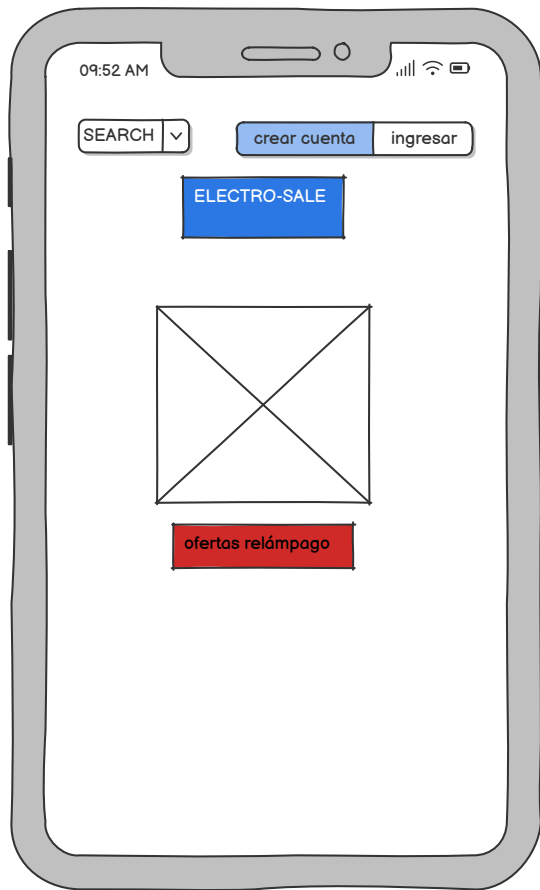 09:52 AM
SEARCH
crear cuenta ingresar
ELECTRO-SALE
ofertas relámpago